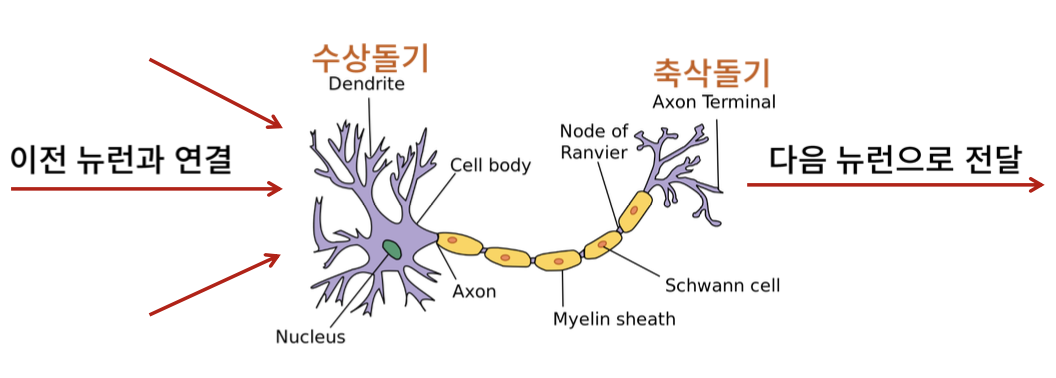 수상돌기
Dendrite
축삭돌기
Axon Terminal
Node of
Ranvier
이전 뉴런과 연결
Cell body
다음 뉴런으로 전달
Axon
Schwann cell
Myelin sheath
Nucleus